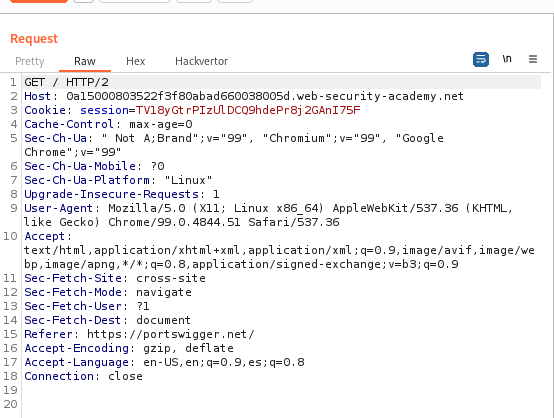 Request
Pretty Raw Hex Hackvertor \n
1 GET / HTTP/2
2 Host: 0a15000803522f3f80abad660038005d.web-security-academy.net
3 Cookie: session=TV18yGtrPIzUlDCQ9hdePr8j2GAnI75F
4 Cache-Control: max-age=0
5 Sec-Ch-Ua: " Not A;Brand";v="99", "Chromium";v="99", "Google
Chrome";v="99"
6 Sec-Ch-Ua-Mobile: ?0
7 Sec-Ch-Ua-Platform: "Linux"
8 Upgrade-Insecure-Requests: 1
9 User-Agent: Mozilla/5.0 (X11; Linux x86_64) AppleWebKit/537.36 (KHTML,
like Gecko) Chrome/99.0.4844.51 Safari/537.36
10 Accept:
text/html,application/xhtml+xml,application/xml;q=0.9,image/avif,image/we
bp,image/apng,*/*;q=0.8,application/signed-exchange;v=b3;q=0.9
11 Sec-Fetch-Site: cross-site
12 Sec-Fetch-Mode: navigate
13 Sec-Fetch-User: ?1
14 Sec-Fetch-Dest: document
15 Referer: https://portswigger.net/
16 Accept-Encoding: gzip, deflate
17 Accept-Language: en-US,en;q=0.9,es;q=0.8
18 Connection: close
19
20